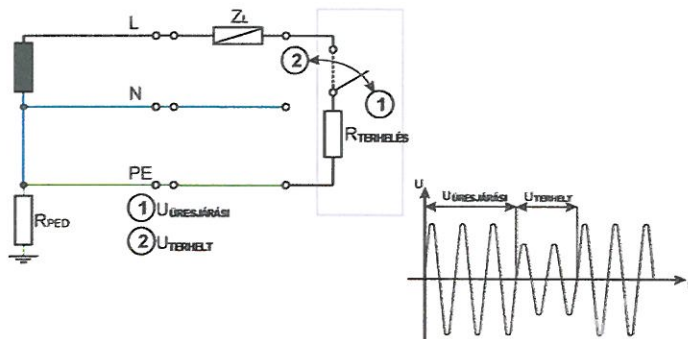 L
ZL
2
N
1
RTERHELÉS
PE
RPED
1 UÜRESJÁRÁSI
2 UTERHELT
U
UÜRESJÁRÁSI
UTERHELT